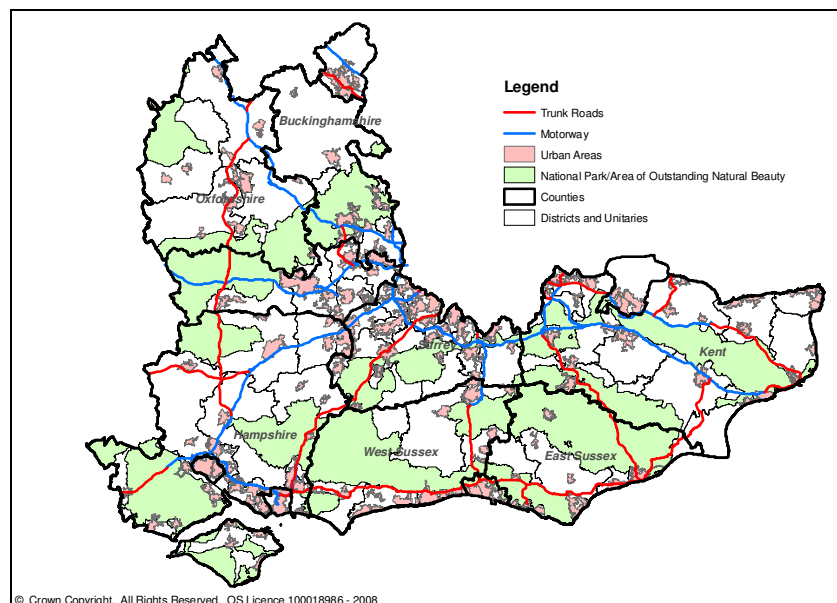 Legend
Trunk Roads
Motorway
Urban Areas
National Park/Area of Outstanding Natural Beauty
Counties
Districts and Unitaries
Buckinghamshire
Oxfordshire
Surrey
Kent
Hampshire
West Sussex
East Sussex
© Crown Copyright. All Rights Reserved. OS Licence 100018986 - 2008